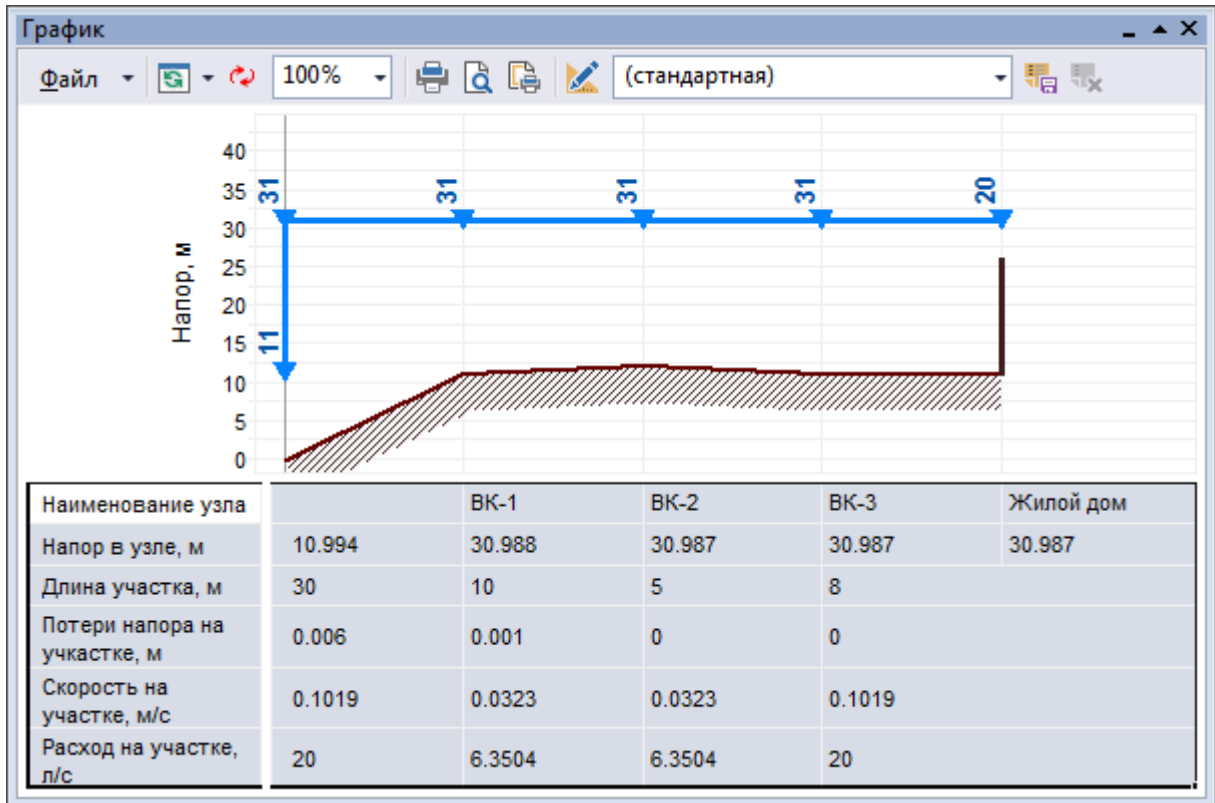 График
Файл 100% (стандартная)
Напор, м
40
35
30
25
20
15
10
5
0
31 31 31 31 20
11
Наименование узла ВК-1 ВК-2 ВК-3 Жилой дом
Напор в узле, м 10.994 30.988 30.987 30.987 30.987
Длина участка, м 30 10 5 8
Потери напора на
учкастке, м 0.006 0.001 0 0
Скорость на
участке, м/с 0.1019 0.0323 0.0323 0.1019
Расход на участке,
л/с 20 6.3504 6.3504 20